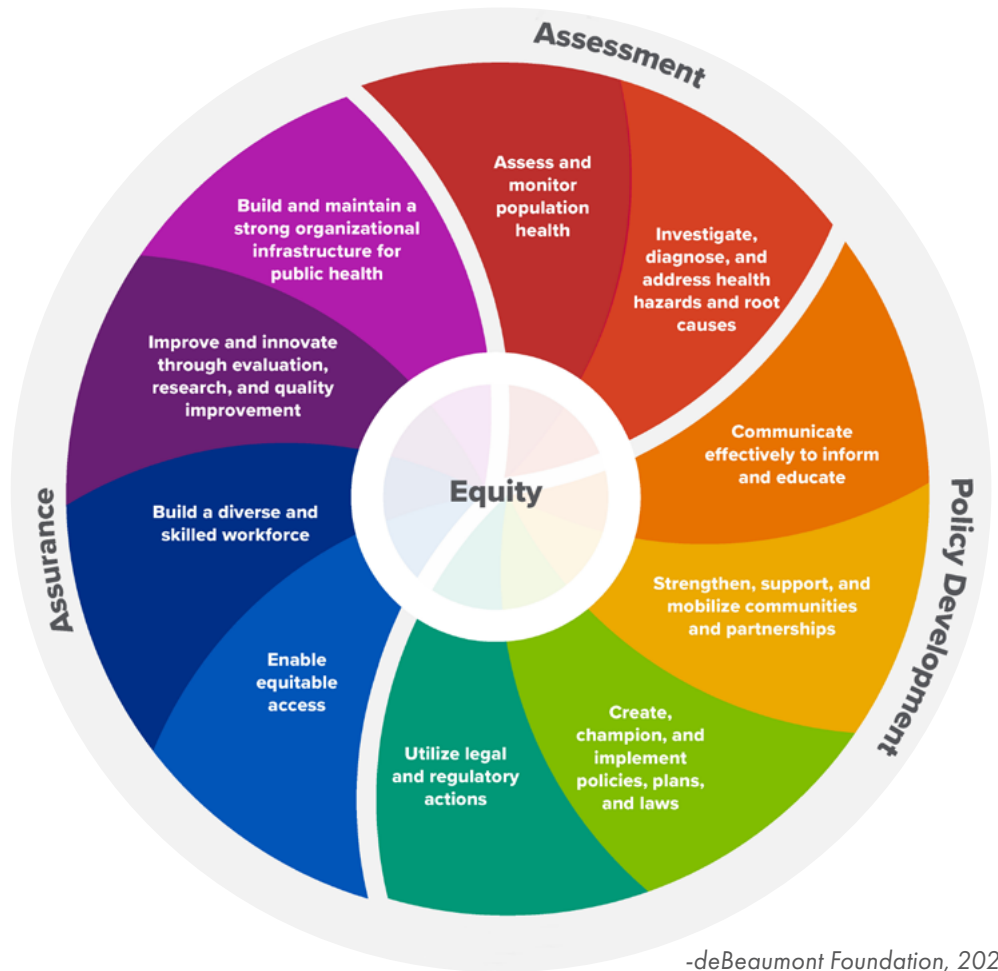 Assessment
Assess and
monitor
population
health
Investigate,
diagnose, and
address health
hazards and root
causes
Policy Development
Communicate
effectively to inform
and educate
Strengthen, support, and
mobilize communities
and partnerships
Create,
champion, and
implement
policies, plans,
and laws
Utilize legal
and regulatory
actions
Assurance
Enable
equitable
access
Build a diverse and
skilled workforce
Improve and innovate
through evaluation,
research, and quality
improvement
Build and maintain a
strong organizational
infrastructure for
public health
Equity
-deBeaumont Foundation, 202